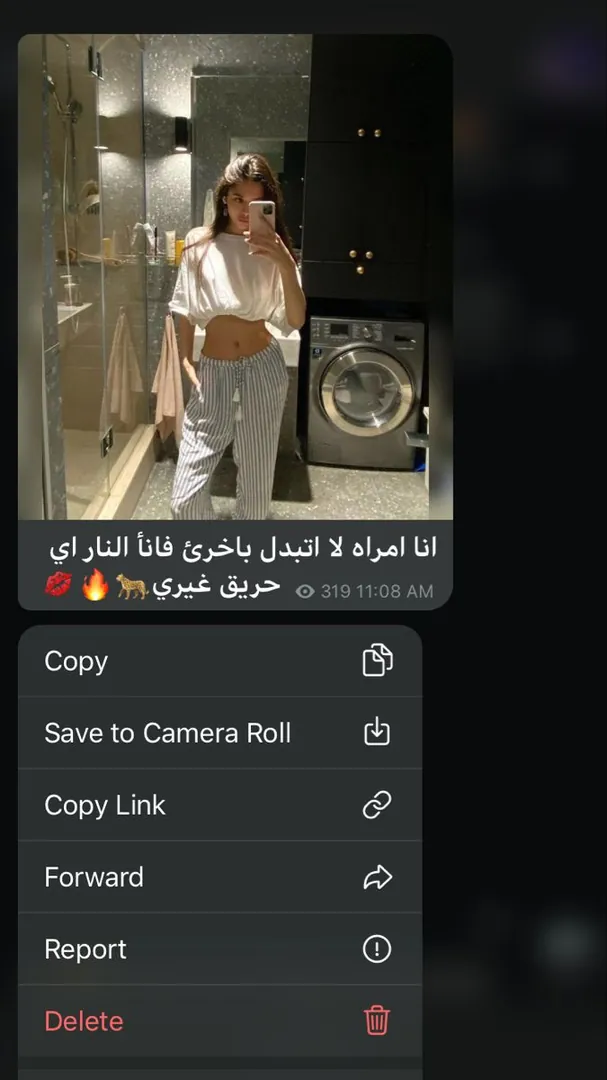 انا امراه لا اتبدل باخرئ فانأ النار اي
حريق غيري🐆🔥💋
319 11:08 AM
Copy
Save to Camera Roll
Copy Link
Forward
Report
Delete